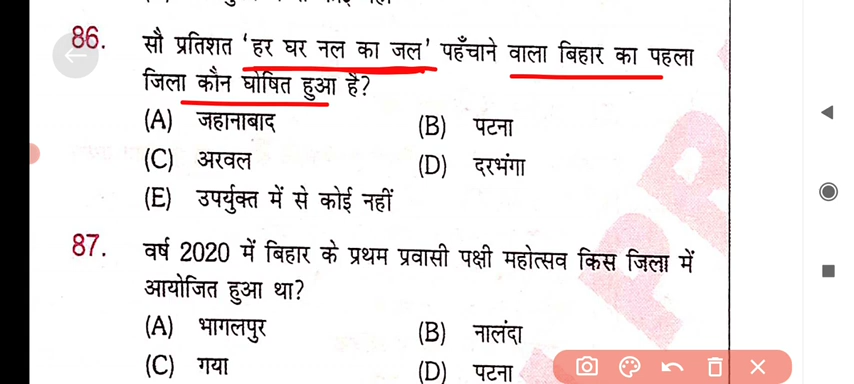 86. सौ प्रतिशत 'हर घर नल का जल' पहुँचाने वाला बिहार का पहला
जिला कौन घोषित हुआ है?
(A) जहानाबाद (B) पटना
(C) अरवल (D) दरभंगा
(E) उपर्युक्त में से कोई नहीं
87. वर्ष 2020 में बिहार के प्रथम प्रवासी पक्षी महोत्सव किस जिला में
आयोजित हुआ था?
(A) भागलपुर (B) नालंदा
(C) गया (D) पटना